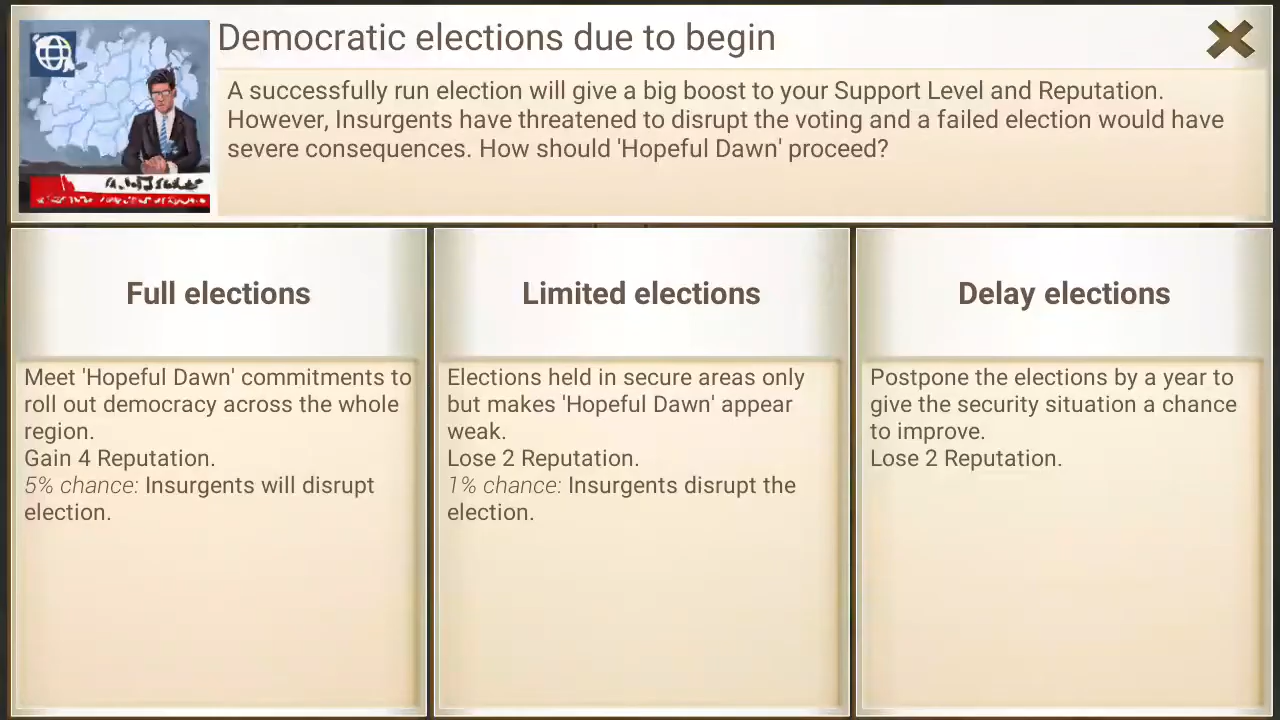 Democratic elections due to begin
A successfully run election will give a big boost to your Support Level and Reputation.
However, Insurgents have threatened to disrupt the voting and a failed election would have
severe consequences. How should 'Hopeful Dawn' proceed?
Full elections
Meet 'Hopeful Dawn' commitments to
roll out democracy across the whole
region.
Gain 4 Reputation.
5% chance: Insurgents will disrupt
election.
Limited elections
Elections held in secure areas only
but makes 'Hopeful Dawn' appear
weak.
Lose 2 Reputation.
1% chance: Insurgents disrupt the
election.
Delay elections
Postpone the elections by a year to
give the security situation a chance
to improve.
Lose 2 Reputation.